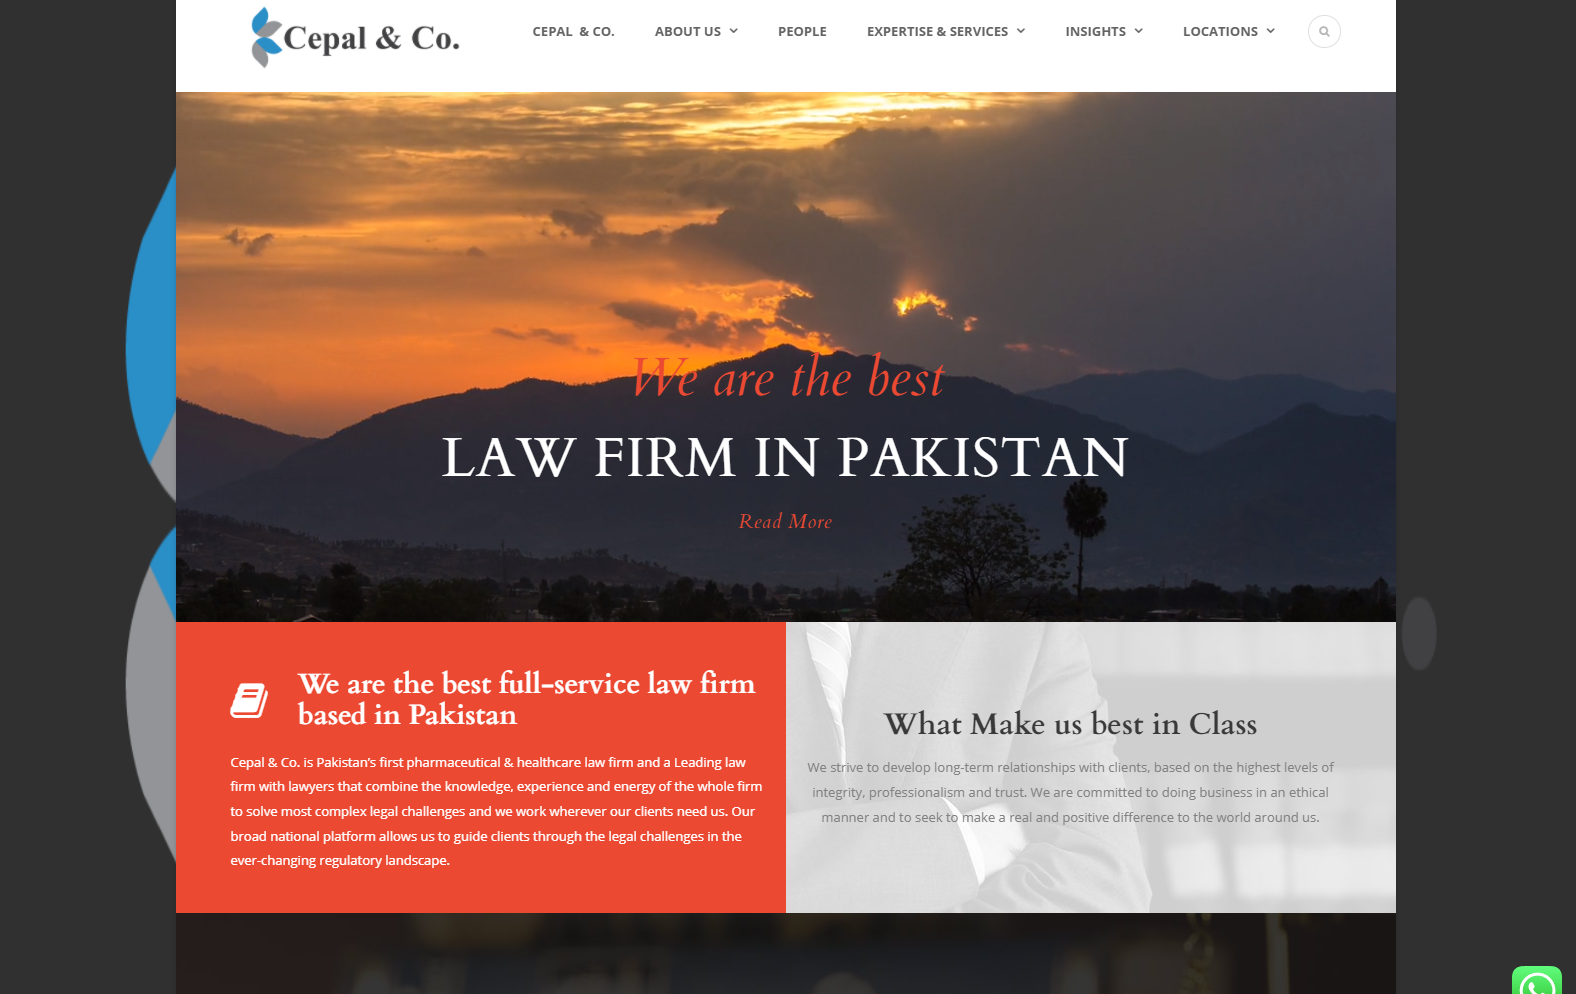 Cepal & Co.
CEPAL & CO.
ABOUT US
PEOPLE
EXPERTISE & SERVICES
INSIGHTS
LOCATIONS
We are the best
LAW FIRM IN PAKISTAN
Read More
We are the best full-service law firm
based in Pakistan
Cepal & Co. is Pakistan's first pharmaceutical & healthcare law firm and a Leading law
firm with lawyers that combine the knowledge, experience and energy of the whole firm
to solve most complex legal challenges and we work wherever our clients need us. Our
broad national platform allows us to guide clients through the legal challenges in the
ever-changing regulatory landscape.
What Make us best in Class
We strive to develop long-term relationships with clients, based on the highest levels of
integrity, professionalism and trust. We are committed to doing business in an ethical
manner and to seek to make a real and positive difference to the world around us.